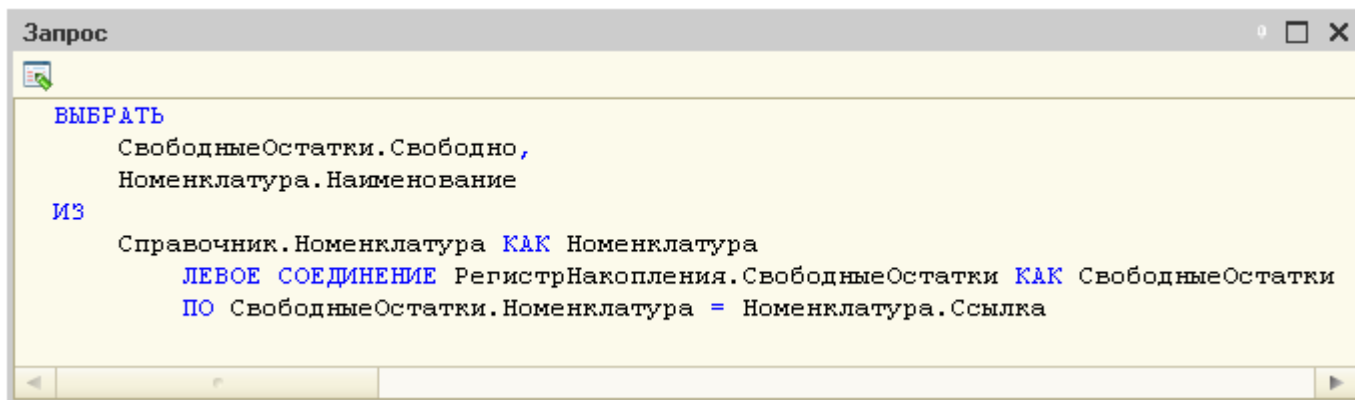 Запрос
ВЫБРАТЬ
СвободныеОстатки.Свободно,
Номенклатура.Наименование
ИЗ
Справочник.Номенклатура КАК Номенклатура
ЛЕВОЕ СОЕДИНЕНИЕ РегистрНакопления.СвободныеОстатки КАК СвободныеОстатки
ПО СвободныеОстатки.Номенклатура = Номенклатура.Ссылка